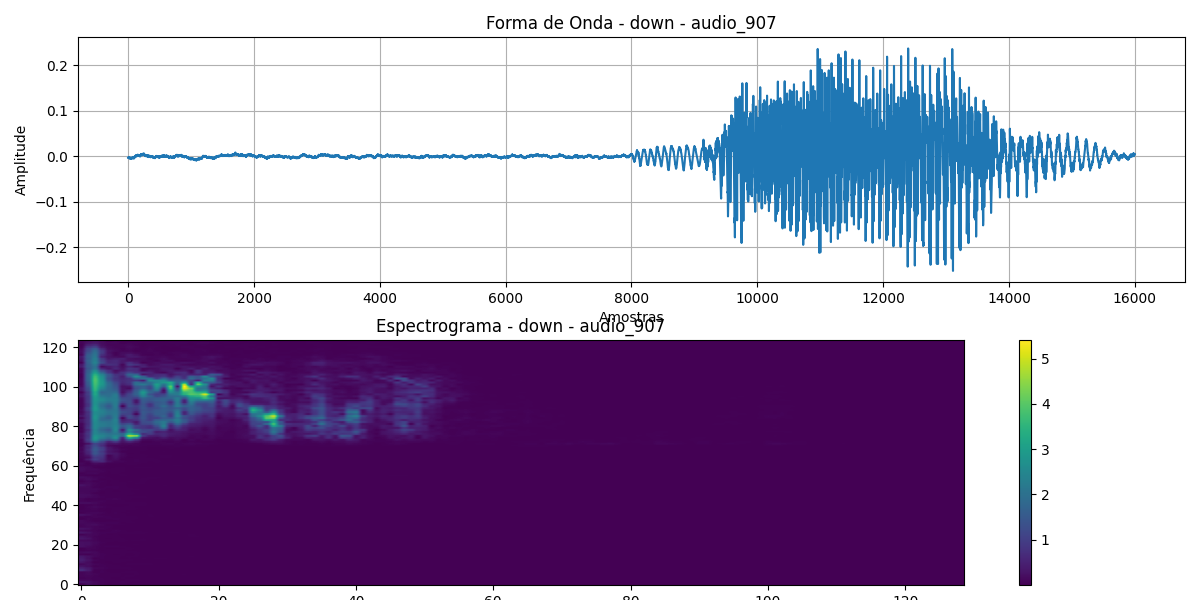 Forma de Onda - down - audio_907
Amplitude
0.2
0.1
0.0
−0.1
−0.2
0 2000 4000 6000 8000 10000 12000 14000 16000
Amostras
Espectrograma - down - audio_907
Frequência
120
100
80
60
40
20
0
0 20 40 60 80 100 120
5
4
3
2
1